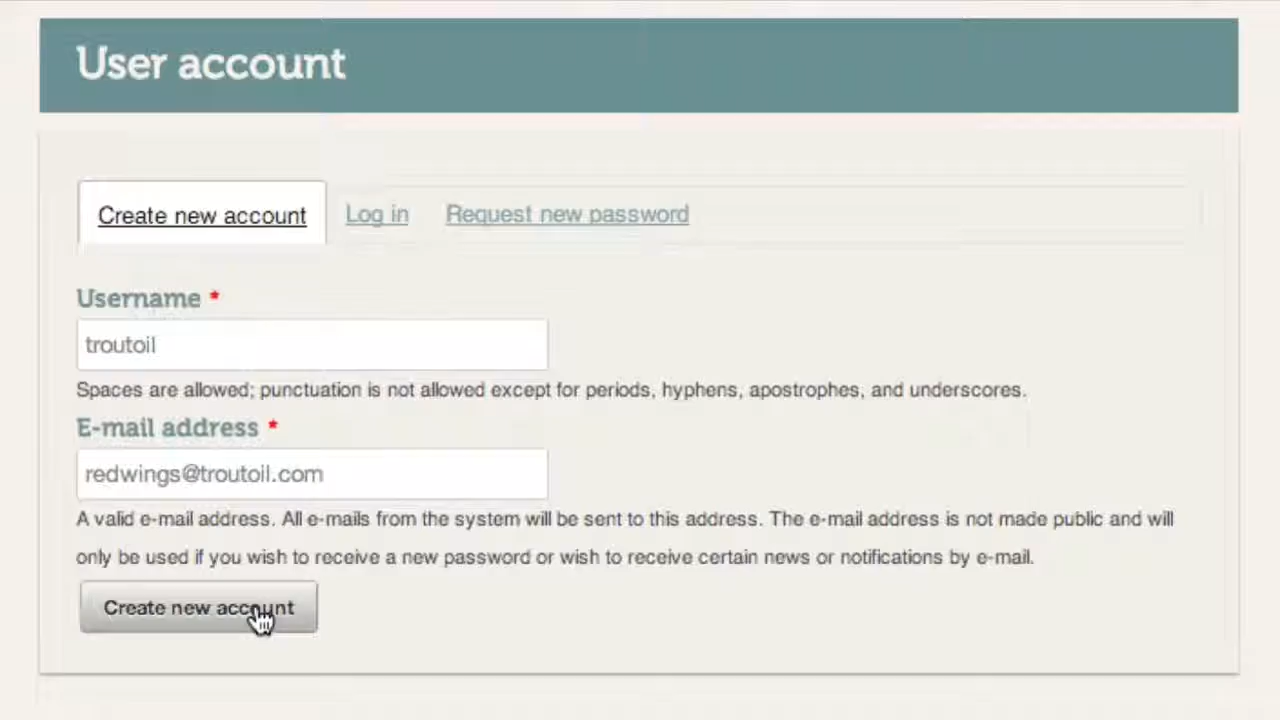 User account
Create new account Log in Request new password
Username *
troutoil
Spaces are allowed; punctuation is not allowed except for periods, hyphens, apostrophes, and underscores.
E-mail address *
redwings@troutoil.com
A valid e-mail address. All e-mails from the system will be sent to this address. The e-mail address is not made public and will
only be used if you wish to receive a new password or wish to receive certain news or notifications by e-mail.
Create new account